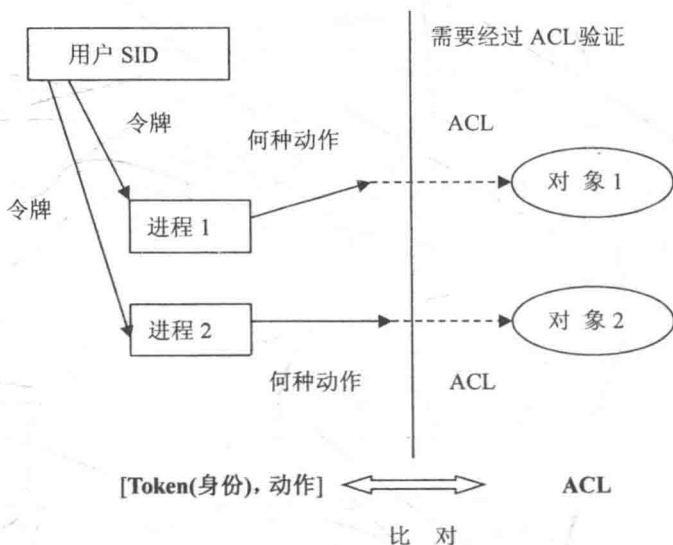 用户 SID
需要经过 ACL 验证
令牌
何种动作
ACL
令牌
进程 1
对 象 1
进程 2
对 象 2
何种动作
ACL
[Token(身份), 动作]
ACL
比 对